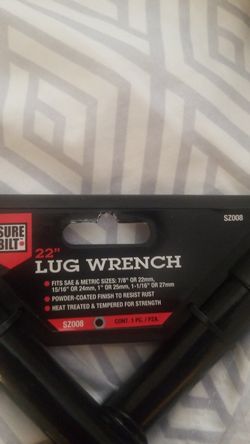 SURE
BILT
SZ008
22"
LUG WRENCH
• FITS SAE & METRIC SIZES: 7/8" OR 22mm,
15/16" OR 24mm, 1" OR 25mm, 1-1/16" OR 27mm
• POWDER-COATED FINISH TO RESIST RUST
• HEAT TREATED & TEMPERED FOR STRENGTH
SZ008
CONT. 1 PC. / PZA.